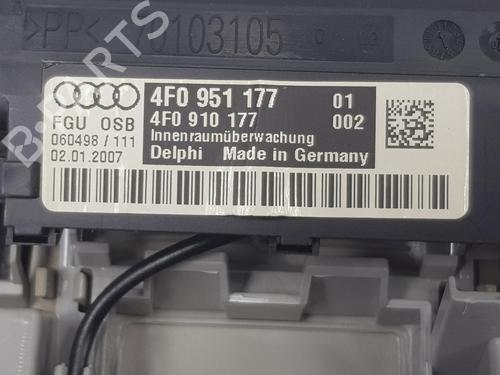 >PP< 0103105
4F0 951 177 01
4F0 910 177 002
FGU OSB
Innenraumüberwachung
060498 / 111
Delphi Made in Germany
02.01.2007
B-PARTS